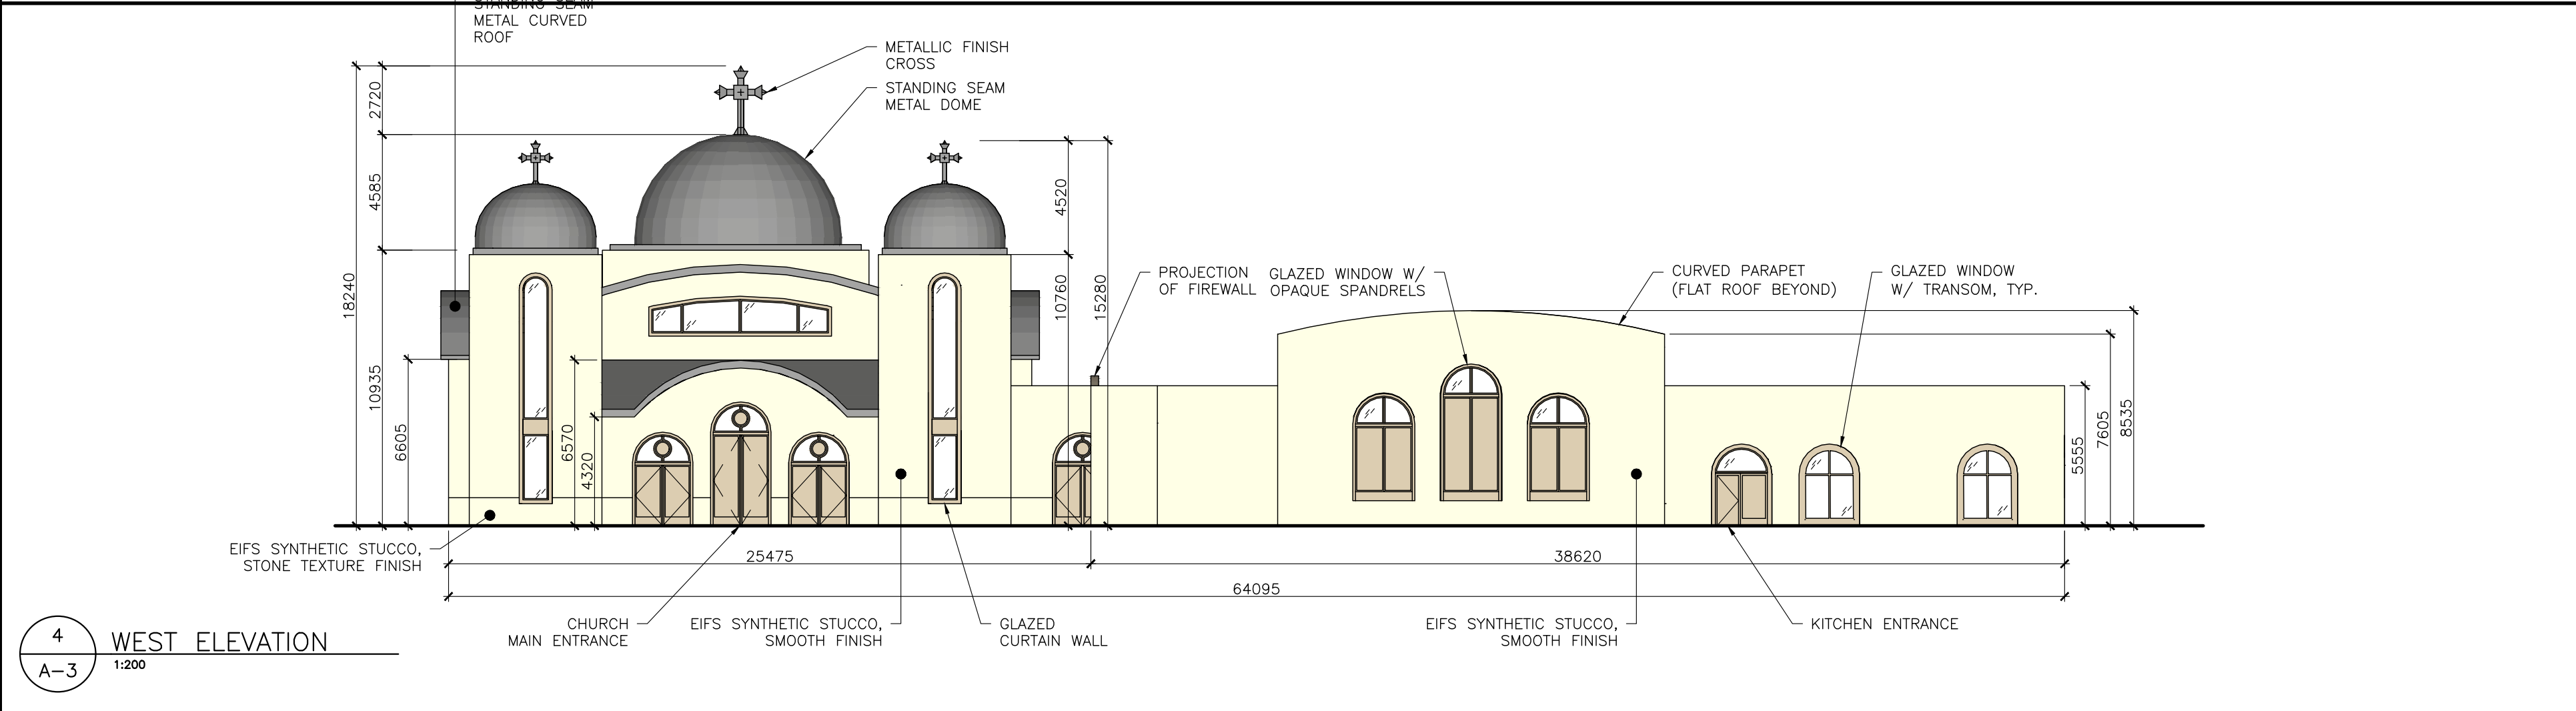 STANDING SEAM
METAL CURVED
ROOF
METALLIC FINISH
CROSS
STANDING SEAM
METAL DOME
2720
4585
18240
10935
6605
6570
4320
4520
10760
15280
PROJECTION
OF FIREWALL
GLAZED WINDOW W/
OPAQUE SPANDRELS
CURVED PARAPET
(FLAT ROOF BEYOND)
GLAZED WINDOW
W/ TRANSOM, TYP.
5555
7605
8535
EIFS SYNTHETIC STUCCO,
STONE TEXTURE FINISH
25475
38620
64095
CHURCH
MAIN ENTRANCE
EIFS SYNTHETIC STUCCO,
SMOOTH FINISH
GLAZED
CURTAIN WALL
EIFS SYNTHETIC STUCCO,
SMOOTH FINISH
KITCHEN ENTRANCE
4
A-3
WEST ELEVATION
1:200